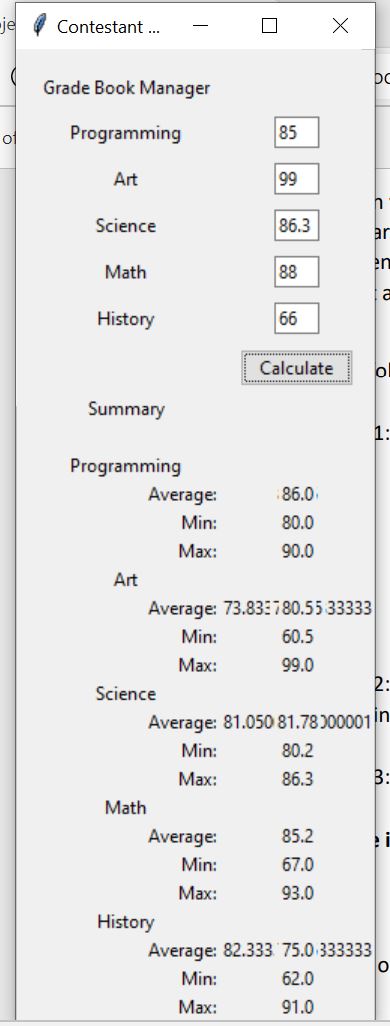 Contestant ...
Grade Book Manager
Programming 85
Art 99
Science 86.3
Math 88
History 66
Calculate
Summary
Programming
Average: 86.0
Min: 80.0
Max: 90.0
Art
Average: 73.833 80.55 33333
Min: 60.5
Max: 99.0
Science
Average: 81.050 81.78 000001
Min: 80.2
Max: 86.3
Math
Average: 85.2
Min: 67.0
Max: 93.0
History
Average: 82.333 75.0 333333
Min: 62.0
Max: 91.0